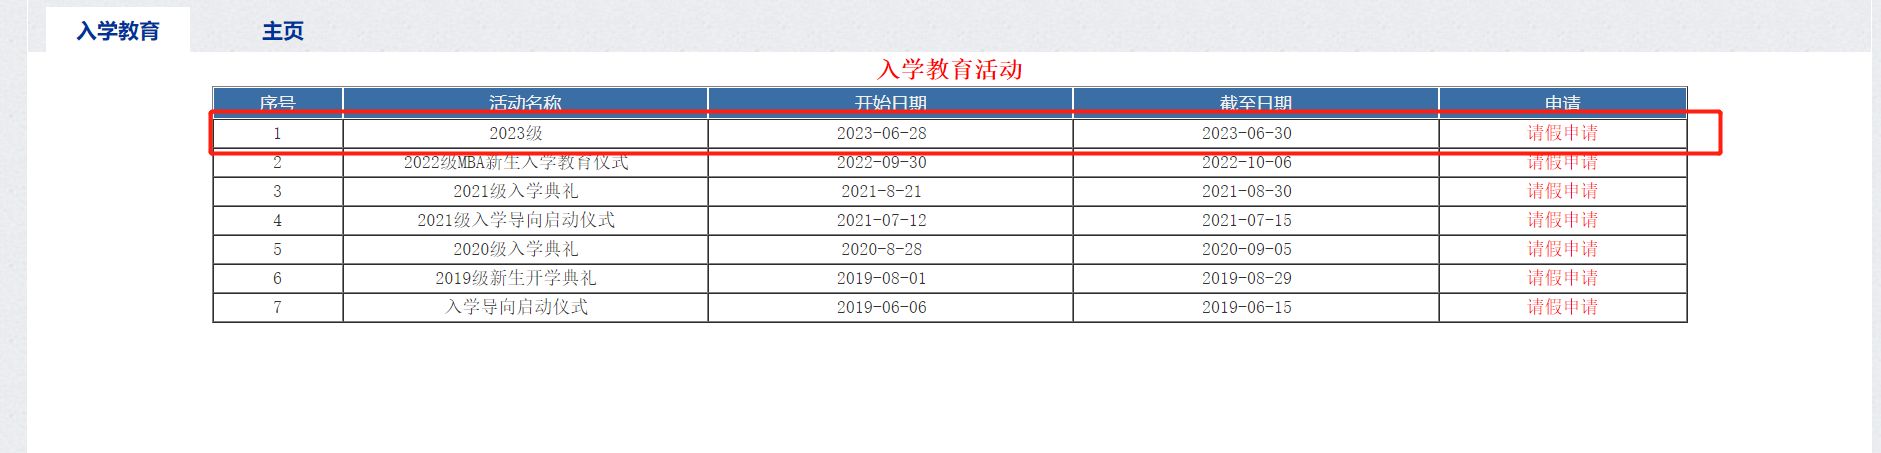 入学教育 主页
入学教育活动
序号 活动名称 开始日期 截至日期 申请
1 2023级 2023-06-28 2023-06-30 请假申请
2 2022级MBA新生入学教育仪式 2022-09-30 2022-10-06 请假申请
3 2021级入学典礼 2021-8-21 2021-08-30 请假申请
4 2021级入学导向启动仪式 2021-07-12 2021-07-15 请假申请
5 2020级入学典礼 2020-8-28 2020-09-05 请假申请
6 2019级新生开学典礼 2019-08-01 2019-08-29 请假申请
7 入学导向启动仪式 2019-06-06 2019-06-15 请假申请